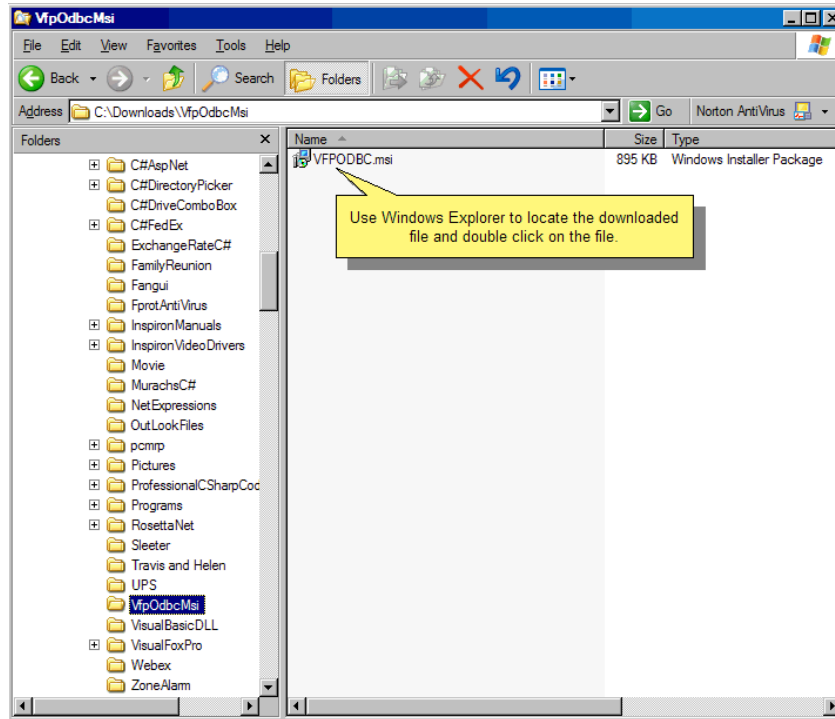 VfpOdbcMsi
File Edit View Favorites Tools Help
Back Search Folders
Address C:\Downloads\VfpOdbcMsi Go Norton AntiVirus
Folders
Name Size Type
C#AspNet
C#DirectoryPicker
C#DriveComboBox
C#FedEx
ExchangeRateC#
FamilyReunion
Fangui
FprotAntiVirus
InspironManuals
InspironVideoDrivers
Movie
MurachsC#
NetExpressions
OutLookFiles
pcmrp
Pictures
ProfessionalCSharpCod
Programs
RosettaNet
Sleeter
Travis and Helen
UPS
VfpOdbcMsi
VisualBasicDLL
VisualFoxPro
Webex
ZoneAlarm
VFPODBC.msi 895 KB Windows Installer Package
Use Windows Explorer to locate the downloaded
file and double click on the file.